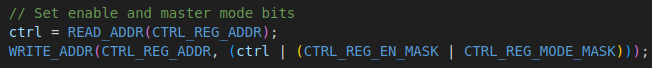 // Set enable and master mode bits
ctrl = READ_ADDR(CTRL_REG_ADDR);
WRITE_ADDR(CTRL_REG_ADDR, (ctrl | (CTRL_REG_EN_MASK | CTRL_REG_MODE_MASK)));